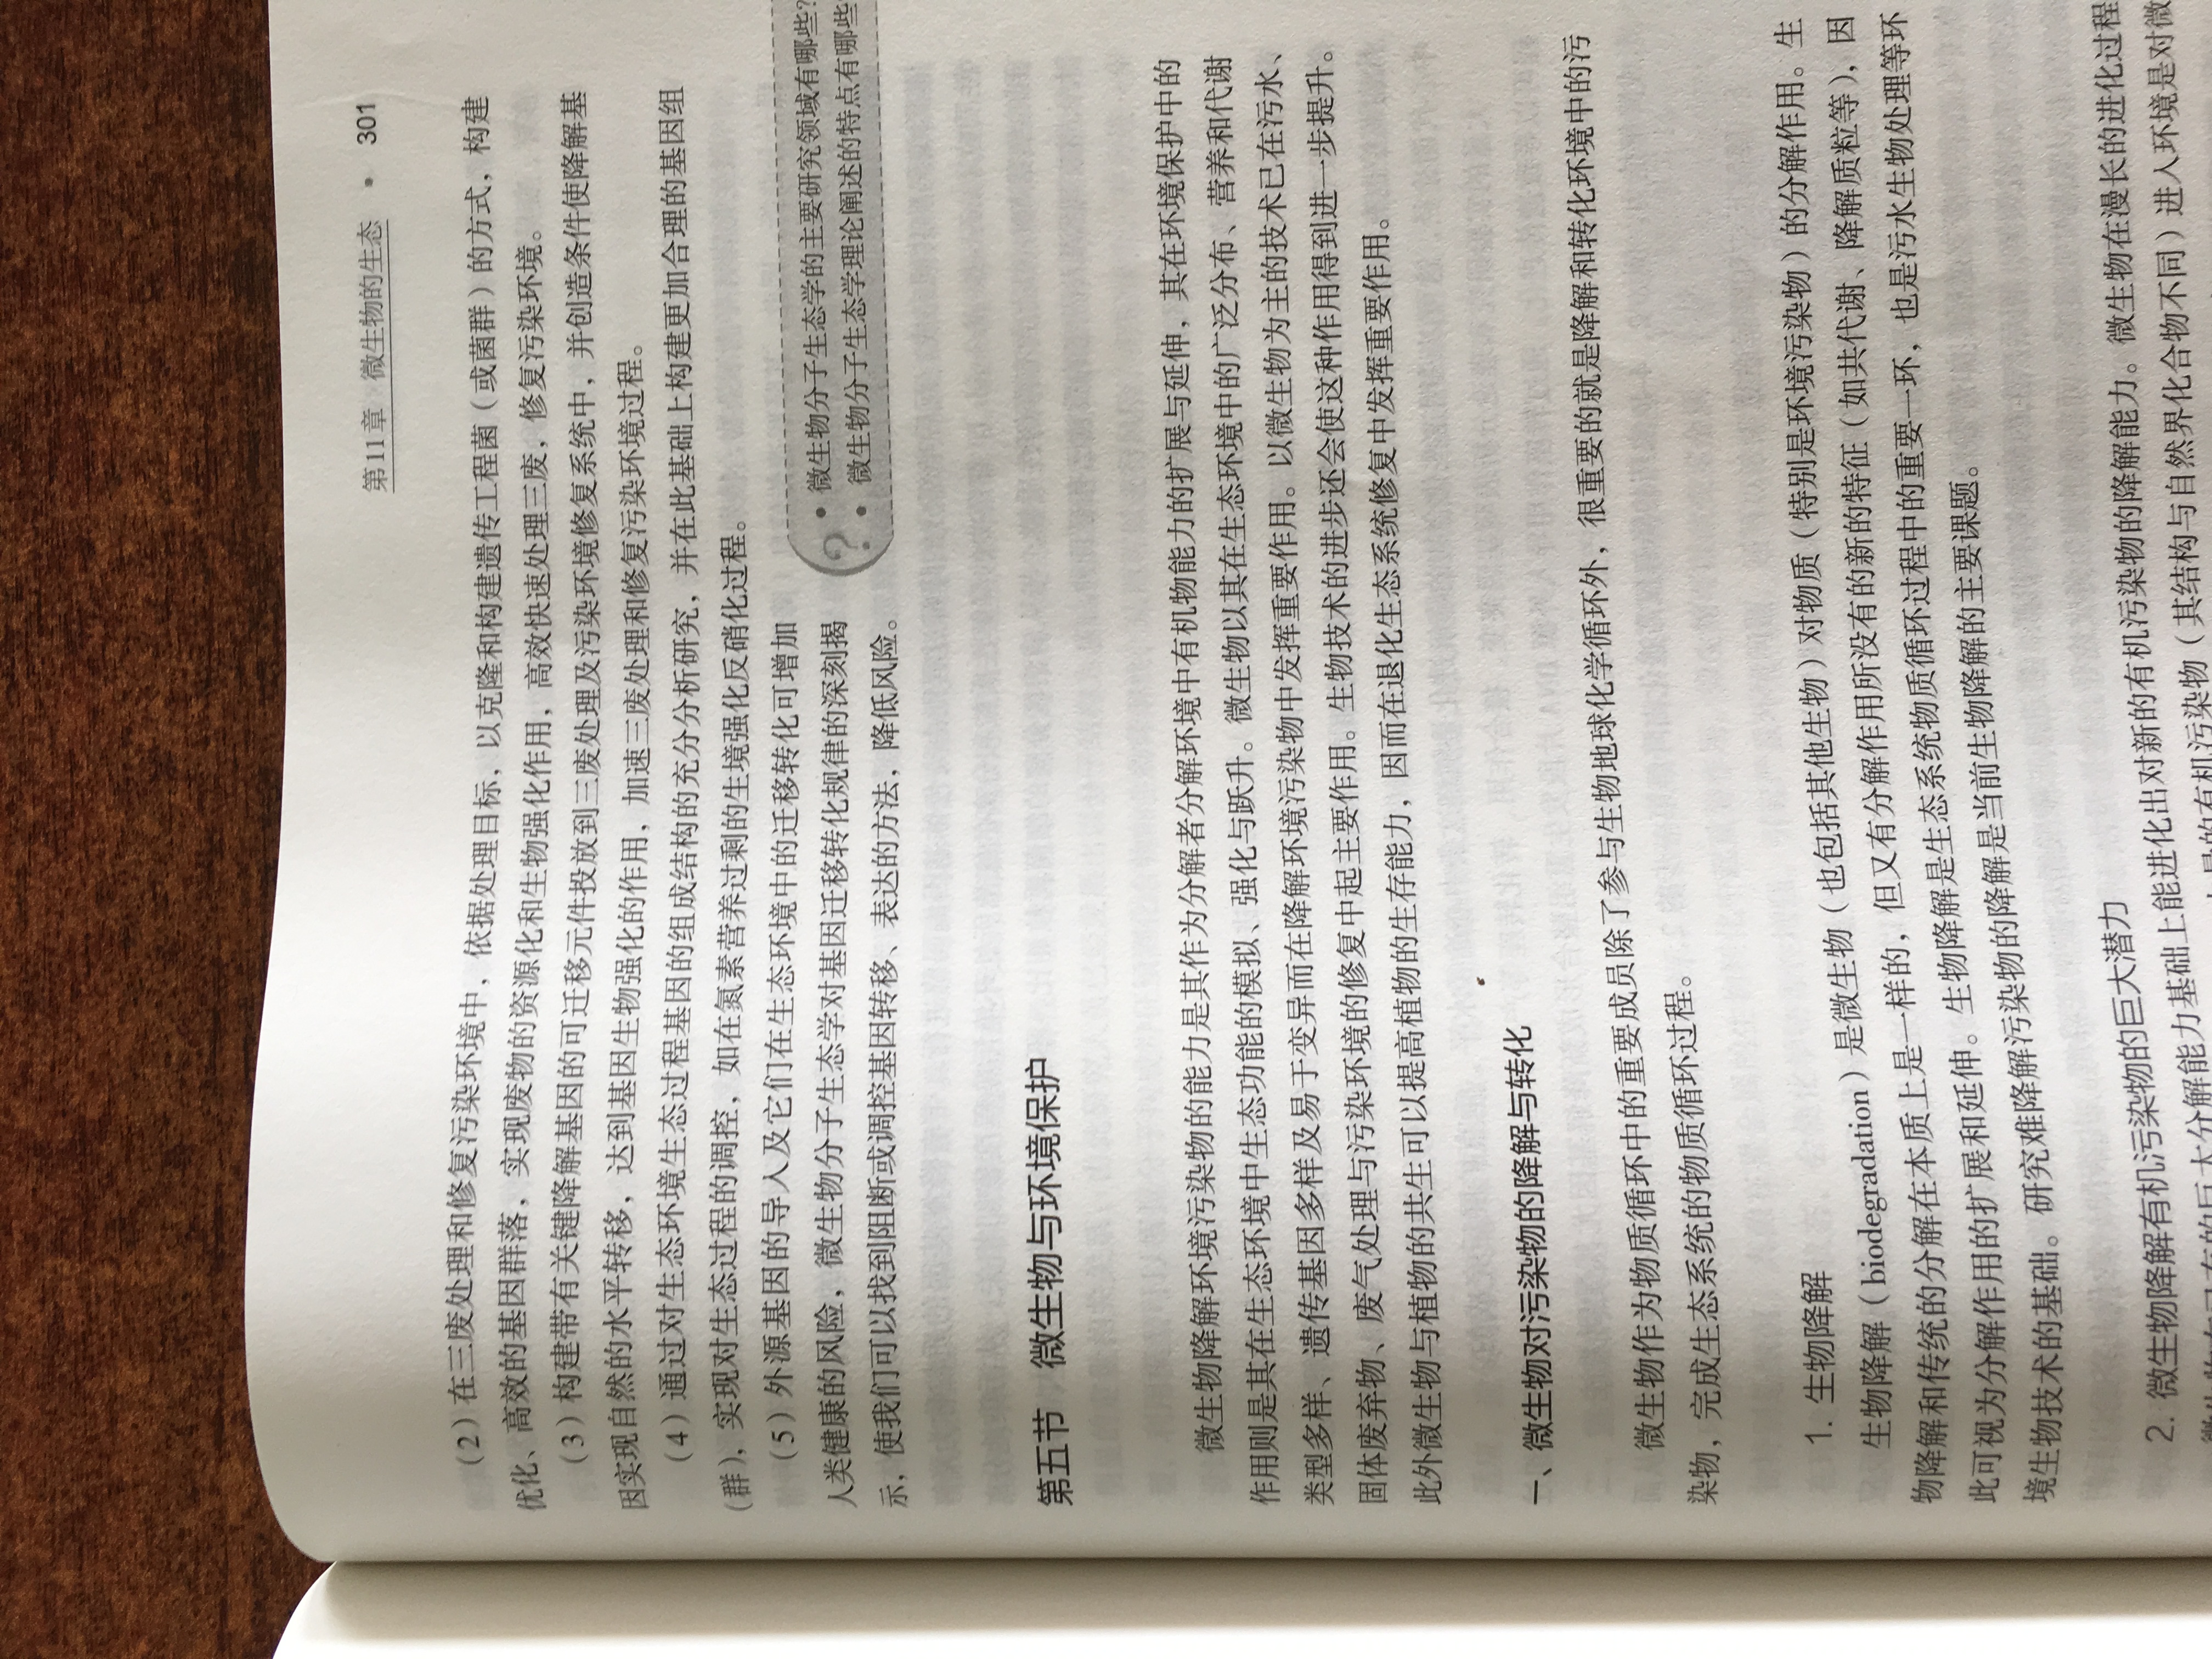 第11章 微生物的生态 · 301
(2)在三废处理和修复污染环境中，依据处理目标，以克隆和构建遗传工程菌(或菌群)的方式，构建
优化、高效的基因群落，实现废物的资源化和生物强化作用，高效快速处理三废，修复污染环境。
(3)构建带有关键降解基因的可迁移元件投放到三废处理及污染环境修复系统中，并创造条件使降解基
因实现自然的水平转移，达到基因生物强化的作用，加速三废处理和修复污染环境过程。
(4)通过对生态环境生态过程基因的组成结构的充分分析研究，并在此基础上构建更加合理的基因组
(群)，实现对生态过程的调控，如在氮素营养过剩的生境强化反硝化过程。
(5)外源基因的导入及它们在生态环境中的迁移转化可增加
人类健康的风险，微生物分子生态学对基因迁移转化规律的深刻揭
示，使我们可以找到阻断或调控基因转移、表达的方法，降低风险。
?
• 微生物分子生态学的主要研究领域有哪些?
• 微生物分子生态学理论阐述的特点有哪些
第五节 微生物与环境保护
微生物降解环境污染物的能力是其作为分解者分解环境中有机物能力的扩展与延伸，其在环境保护中的
作用则是其在生态环境中生态功能的模拟、强化与跃升。微生物以其在生态环境中的广泛分布、营养和代谢
类型多样、遗传基因多样及易于变异而在降解环境污染物中发挥重要作用。以微生物为主的技术已在污水、
固体废弃物、废气处理与污染环境的修复中起主要作用。生物技术的进步还会使这种作用得到进一步提升。
此外微生物与植物的共生可以提高植物的生存能力，因而在退化生态系统修复中发挥重要作用。
一、微生物对污染物的降解与转化
微生物作为物质循环中的重要成员除了参与生物地球化学循环外，很重要的就是降解和转化环境中的污
染物，完成生态系统的物质循环过程。
1. 生物降解
生物降解(biodegradation)是微生物(也包括其他生物)对物质(特别是环境污染物)的分解作用。生
物降解和传统的分解在本质上是一样的，但又有分解作用所没有的新的特征(如共代谢、降解质粒等)，因
此可视为分解作用的扩展和延伸。生物降解是生态系统物质循环过程中的重要一环，也是污水生物处理等环
境生物技术的基础。研究难降解污染物的降解是当前生物降解的主要课题。
2. 微生物降解有机污染物的巨大潜力
微生物在已有的巨大分解能力基础上能进化出对新的有机污染物的降解能力。微生物在漫长的进化过程
的有机污染物(其结构与自然界化合物不同)进入环境是对微